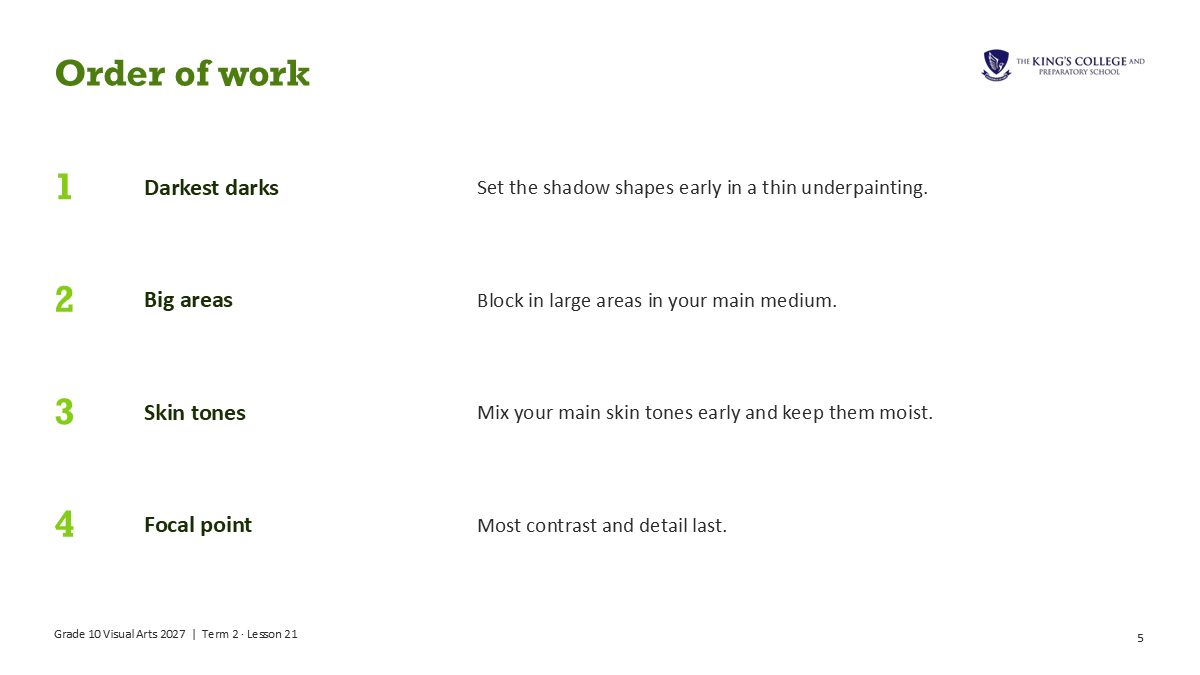 Order of work
THE KING'S COLLEGE AND
PREPARATORY SCHOOL
1 Darkest darks Set the shadow shapes early in a thin underpainting.
2 Big areas Block in large areas in your main medium.
3 Skin tones Mix your main skin tones early and keep them moist.
4 Focal point Most contrast and detail last.
Grade 10 Visual Arts 2027 | Term 2 · Lesson 21
5